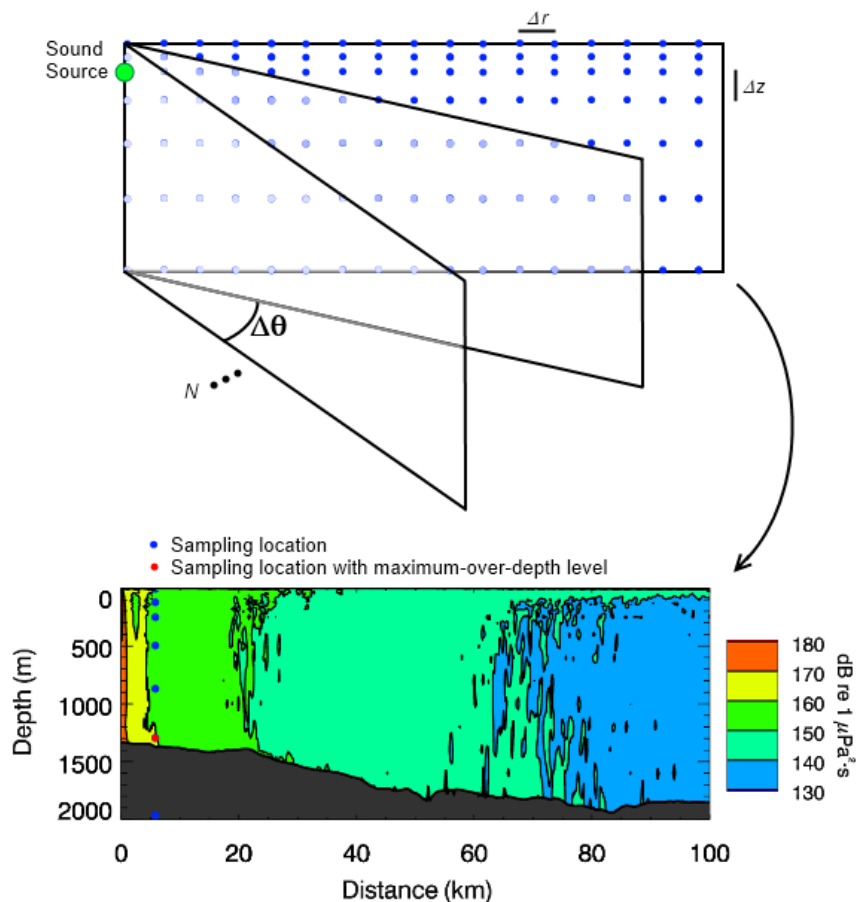 Δr
Sound
Source
Δz
Δθ
N
Sampling location
Sampling location with maximum-over-depth level
0
500
1000
1500
2000
Depth (m)
0 20 40 60 80 100
Distance (km)
180
170
160
150
140
130
dB re 1 μPa²·s